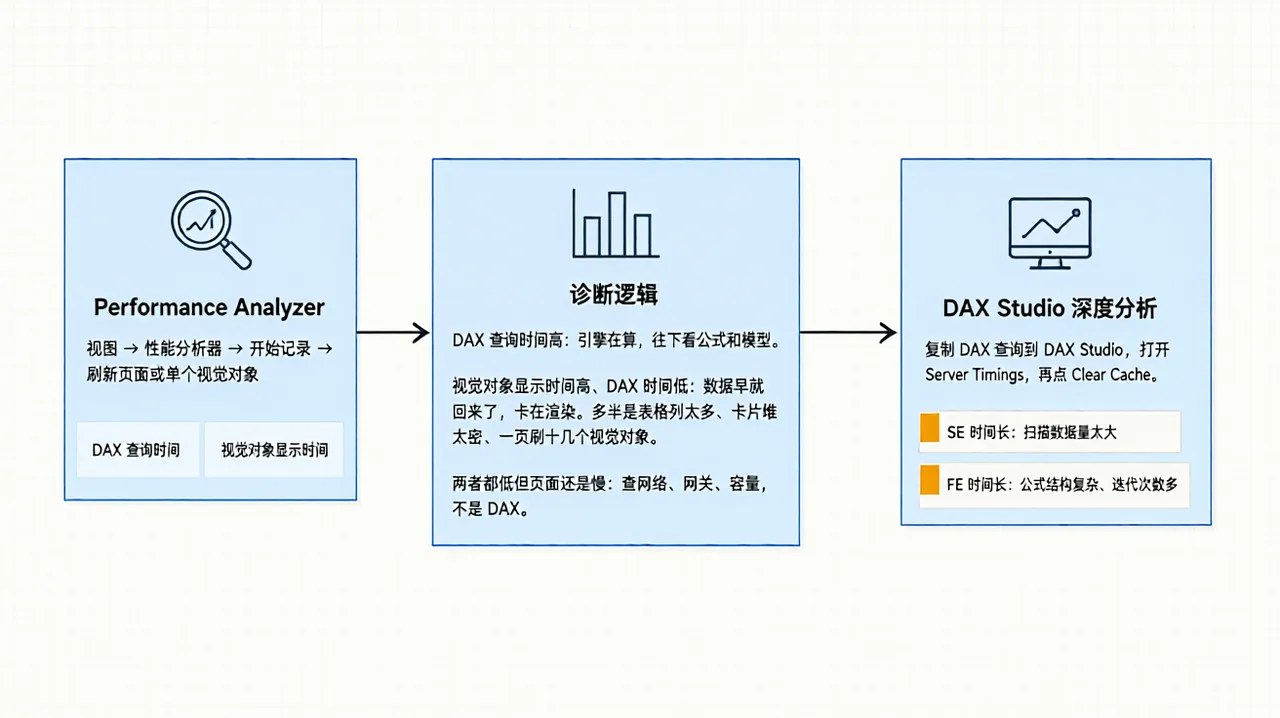 Performance Analyzer
视图 → 性能分析器 → 开始记录 →
刷新页面或单个视觉对象
DAX 查询时间
视觉对象显示时间
诊断逻辑
DAX 查询时间高：引擎在算，往下看公式和模型。
视觉对象显示时间高、DAX 时间低：数据早就
回来了，卡在渲染。多半是表格列太多、卡片堆
太密、一页刷十几个视觉对象。
两者都低但页面还是慢：查网络、网关、容量，
不是 DAX。
DAX Studio 深度分析
复制 DAX 查询到 DAX Studio，打开
Server Timings，再点 Clear Cache。
SE 时间长：扫描数据量太大
FE 时间长：公式结构复杂、迭代次数多